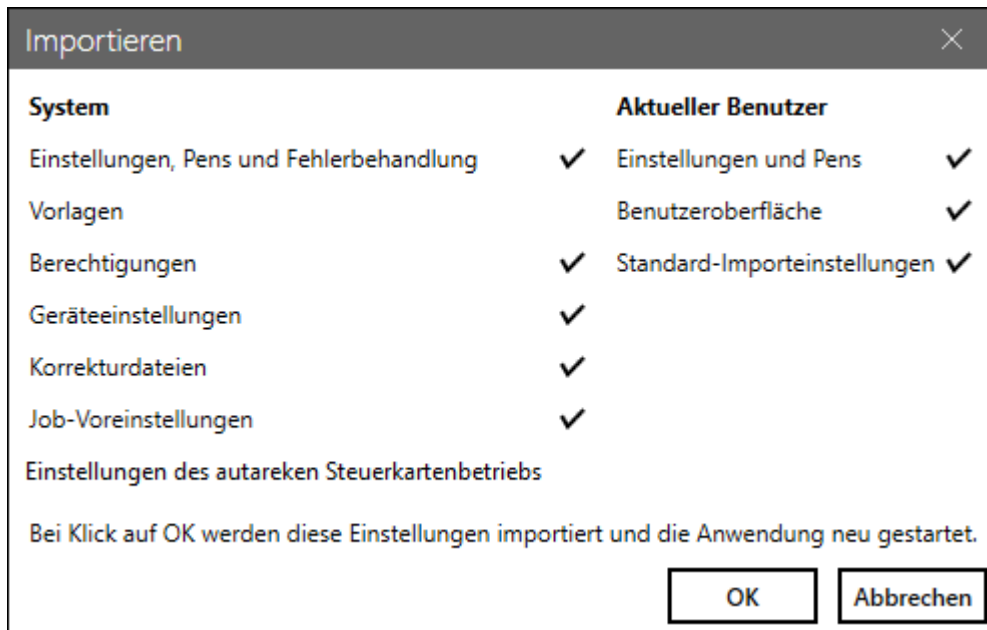 Importieren
System Aktueller Benutzer
Einstellungen, Pens und Fehlerbehandlung Einstellungen und Pens
Vorlagen Benutzeroberfläche
Berechtigungen Standard-Importeinstellungen
Geräteeinstellungen
Korrekturdateien
Job-Voreinstellungen
Einstellungen des autareken Steuerkartenbetriebs
Bei Klick auf OK werden diese Einstellungen importiert und die Anwendung neu gestartet.
OK Abbrechen